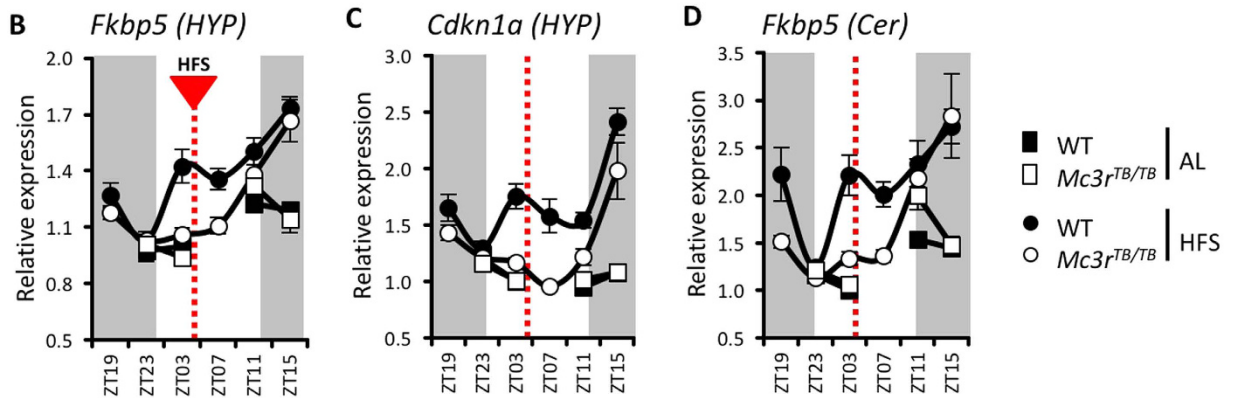 B
Fkbp5 (HYP)
Relative expression
2.0
1.7
1.4
1.1
0.8
0.5
HFS
ZT19
ZT23
ZT03
ZT07
ZT11
ZT15
C
Cdkn1a (HYP)
Relative expression
3.0
2.5
2.0
1.5
1.0
0.5
ZT19
ZT23
ZT03
ZT07
ZT11
ZT15
D
Fkbp5 (Cer)
Relative expression
3.5
3.0
2.5
2.0
1.5
1.0
0.5
ZT19
ZT23
ZT03
ZT07
ZT11
ZT15
WT
Mc3rTB/TB
AL
WT
Mc3rTB/TB
HFS